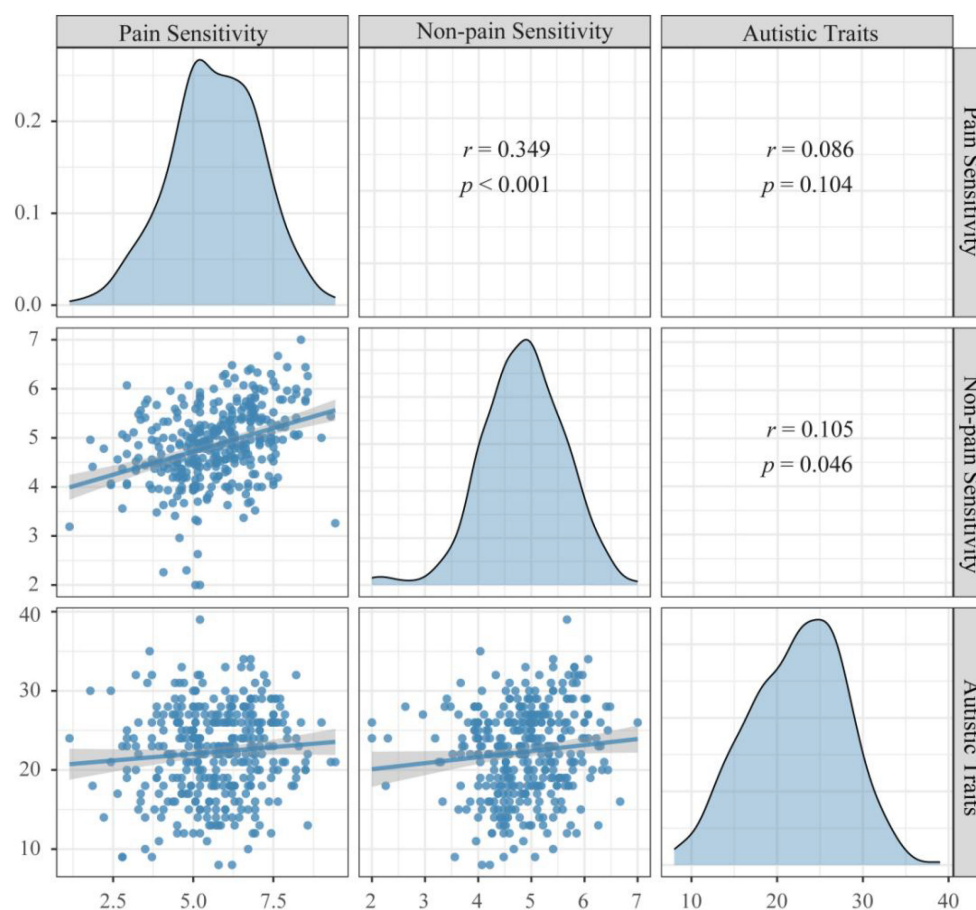 Pain Sensitivity
Non-pain Sensitivity
Autistic Traits
0.2
0.1
0.0
r = 0.349
p < 0.001
r = 0.086
p = 0.104
Pain Sensitivity
7
6
5
4
3
2
r = 0.105
p = 0.046
Non-pain Sensitivity
40
30
20
10
Autistic Traits
2.5
5.0
7.5
2
3
4
5
6
7
10
20
30
40